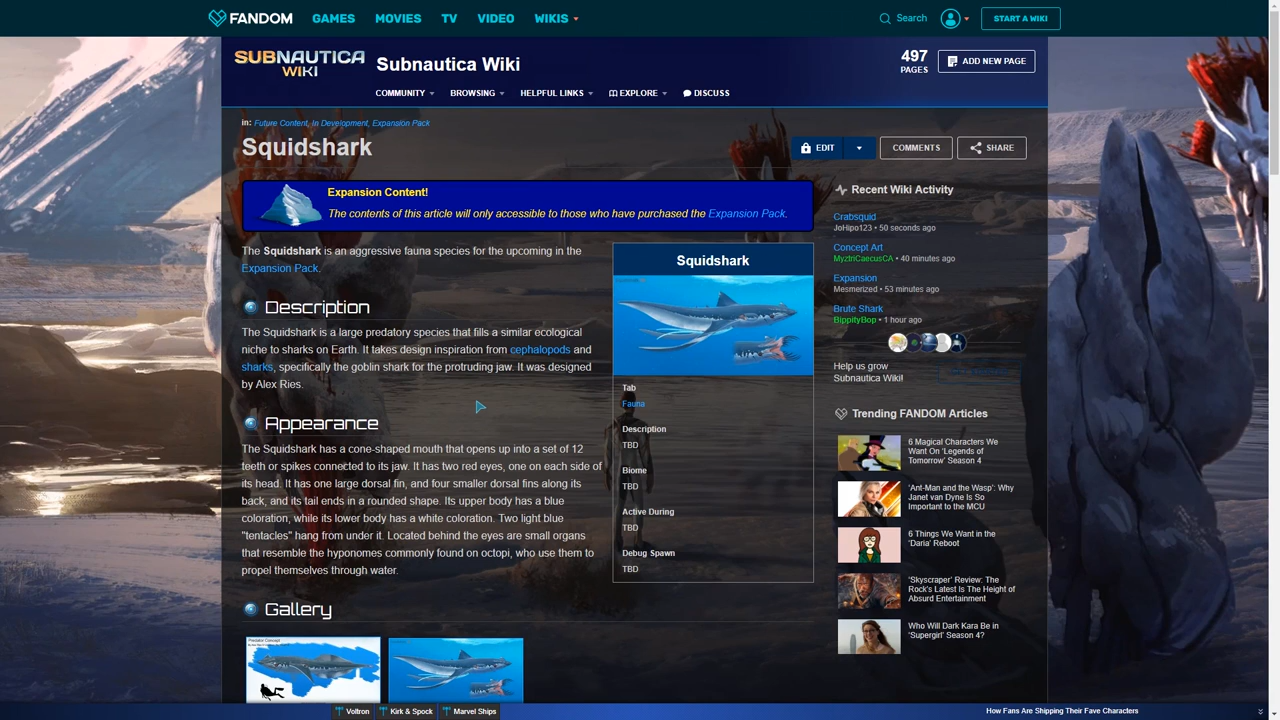 FANDOM
GAMES
MOVIES
TV
VIDEO
WIKIS
Search
START A WIKI
SUBNAUTICA
WIKI
Subnautica Wiki
497
PAGES
ADD NEW PAGE
COMMUNITY
BROWSING
HELPFUL LINKS
EXPLORE
DISCUSS
in: Future Content, In Development, Expansion Pack
Squidshark
EDIT
COMMENTS
SHARE
Expansion Content!
The contents of this article will only accessible to those who have purchased the Expansion Pack.
The Squidshark is an aggressive fauna species for the upcoming in the
Expansion Pack.
Description
The Squidshark is a large predatory species that fills a similar ecological
niche to sharks on Earth. It takes design inspiration from cephalopods and
sharks, specifically the goblin shark for the protruding jaw. It was designed
by Alex Ries.
Appearance
The Squidshark has a cone-shaped mouth that opens up into a set of 12
teeth or spikes connected to its jaw. It has two red eyes, one on each side of
its head. It has one large dorsal fin, and four smaller dorsal fins along its
back, and its tail ends in a rounded shape. Its upper body has a blue
coloration, while its lower body has a white coloration. Two light blue
"tentacles" hang from under it. Located behind the eyes are small organs
that resemble the hyponomes commonly found on octopi, who use them to
propel themselves through water.
Gallery
Predator Concept
Squidshark
Tab
Fauna
Description
TBD
Biome
TBD
Active During
TBD
Debug Spawn
TBD
Recent Wiki Activity
Crabsquid
JoHipo123 • 50 seconds ago
Concept Art
MyztriCaecusCA • 40 minutes ago
Expansion
Mesmerized • 53 minutes ago
Brute Shark
BippityBop • 1 hour ago
Help us grow
Subnautica Wiki!
Trending FANDOM Articles
6 Magical Characters We
Want On 'Legends of
Tomorrow' Season 4
'Ant-Man and the Wasp': Why
Janet van Dyne Is So
Important to the MCU
6 Things We Want in the
'Daria' Reboot
'Skyscraper' Review: The
Rock's Latest Is The Height of
Absurd Entertainment
Who Will Dark Kara Be in
'Supergirl' Season 4?
Voltron
Kirk & Spock
Marvel Ships
How Fans Are Shipping Their Fave Characters